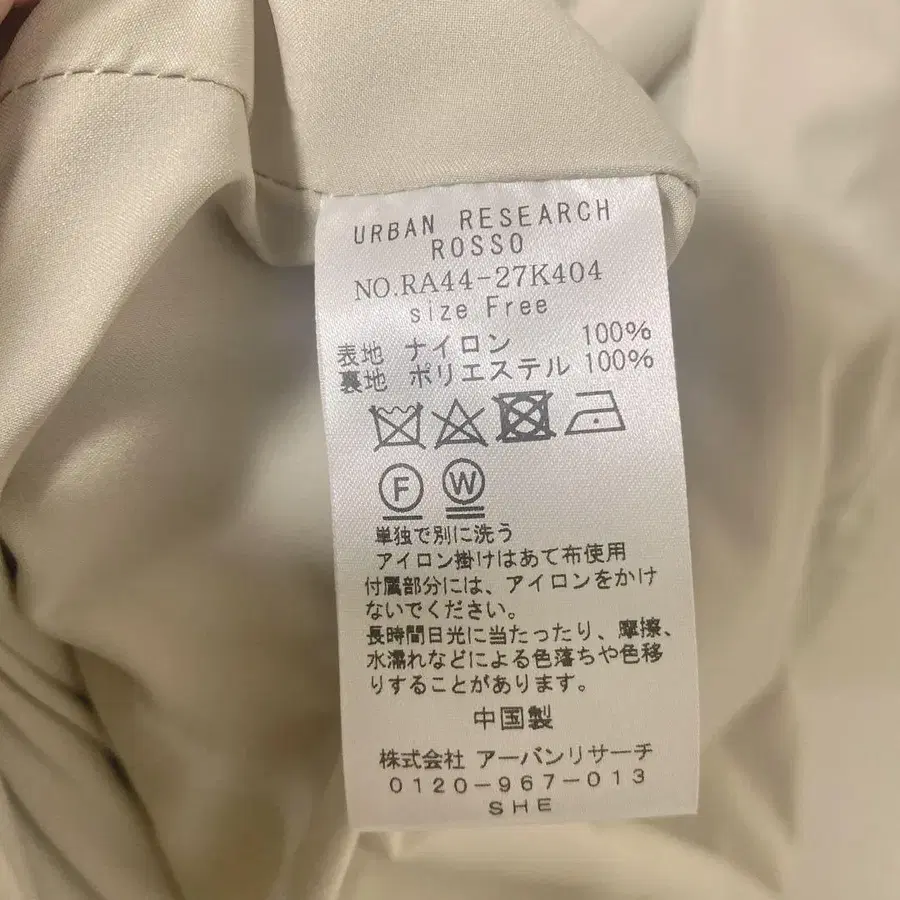 URBAN RESEARCH
ROSSO
NO.RA44-27K404
size Free
表地 ナイロン 100%
裏地 ポリエステル 100%
F W
単独で別に洗う
アイロン掛けはあて布使用
付属部分には、アイロンをかけ
ないでください。
長時間日光に当たったり、摩擦、
水濡れなどによる色落ちや色移
りすることがあります。
中国製
株式会社 アーバンリサーチ
0120-967-013
SHE